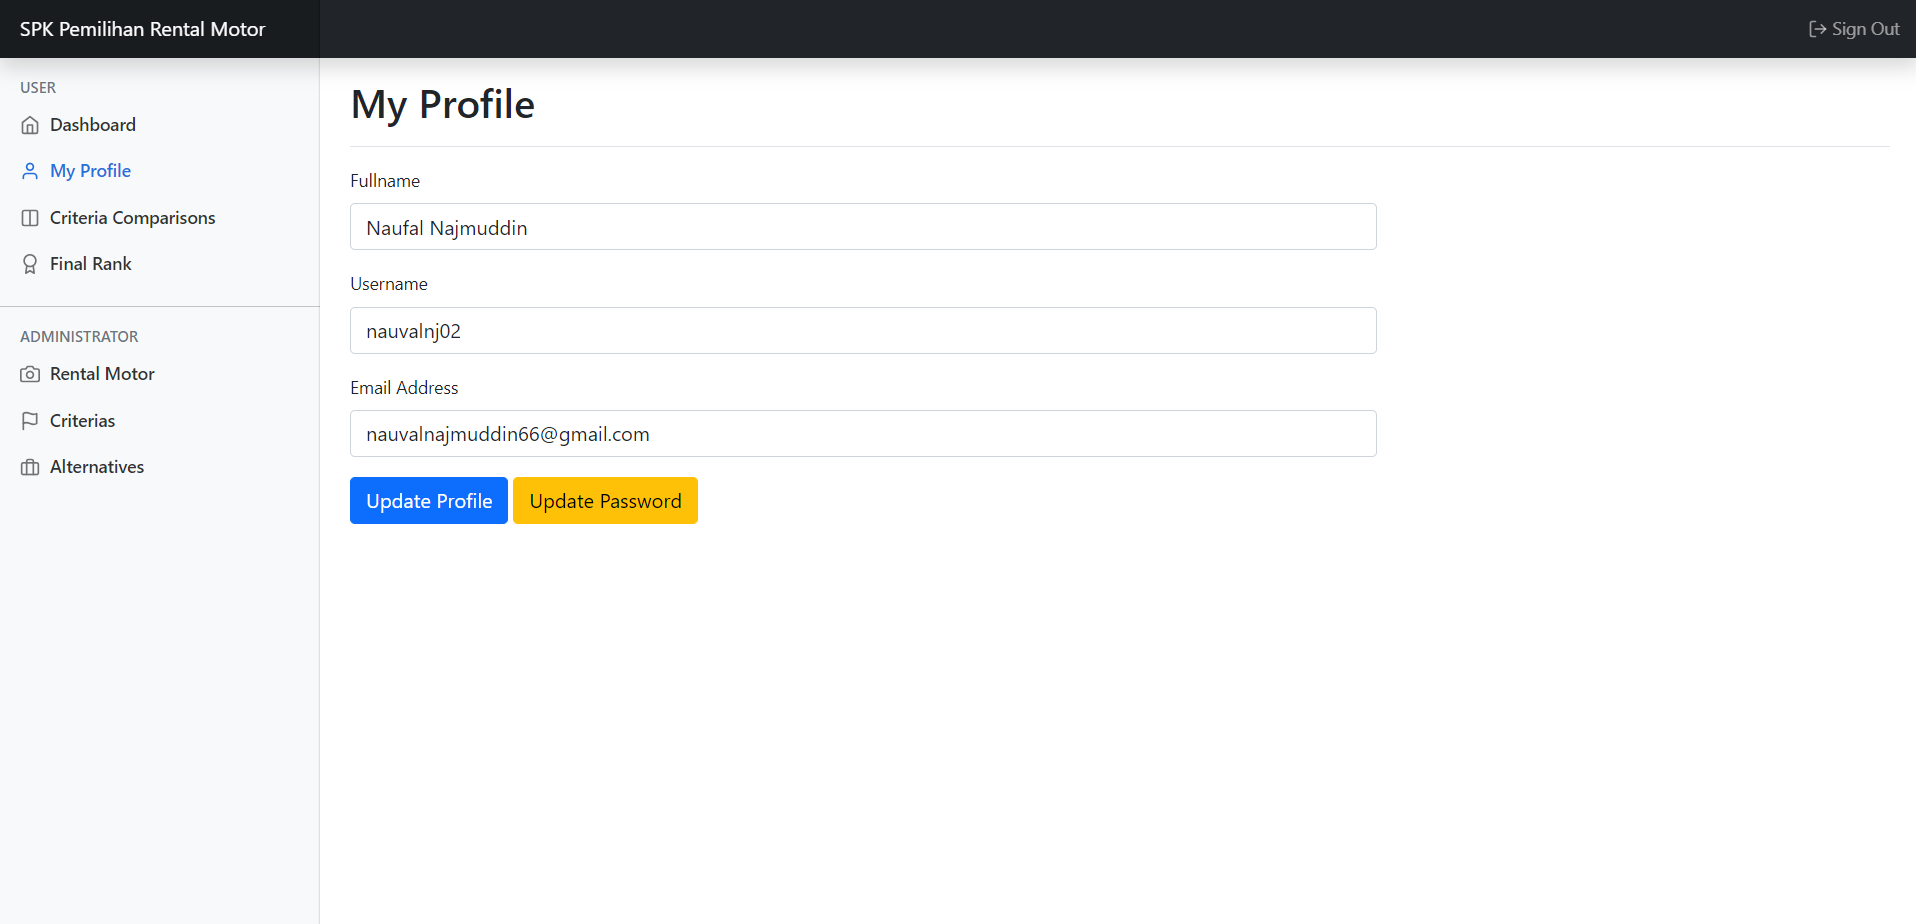 SPK Pemilihan Rental Motor
Sign Out
USER
Dashboard
My Profile
Criteria Comparisons
Final Rank
ADMINISTRATOR
Rental Motor
Criterias
Alternatives
My Profile
Fullname
Naufal Najmuddin
Username
nauvalnj02
Email Address
nauvalnajmuddin66@gmail.com
Update Profile Update Password